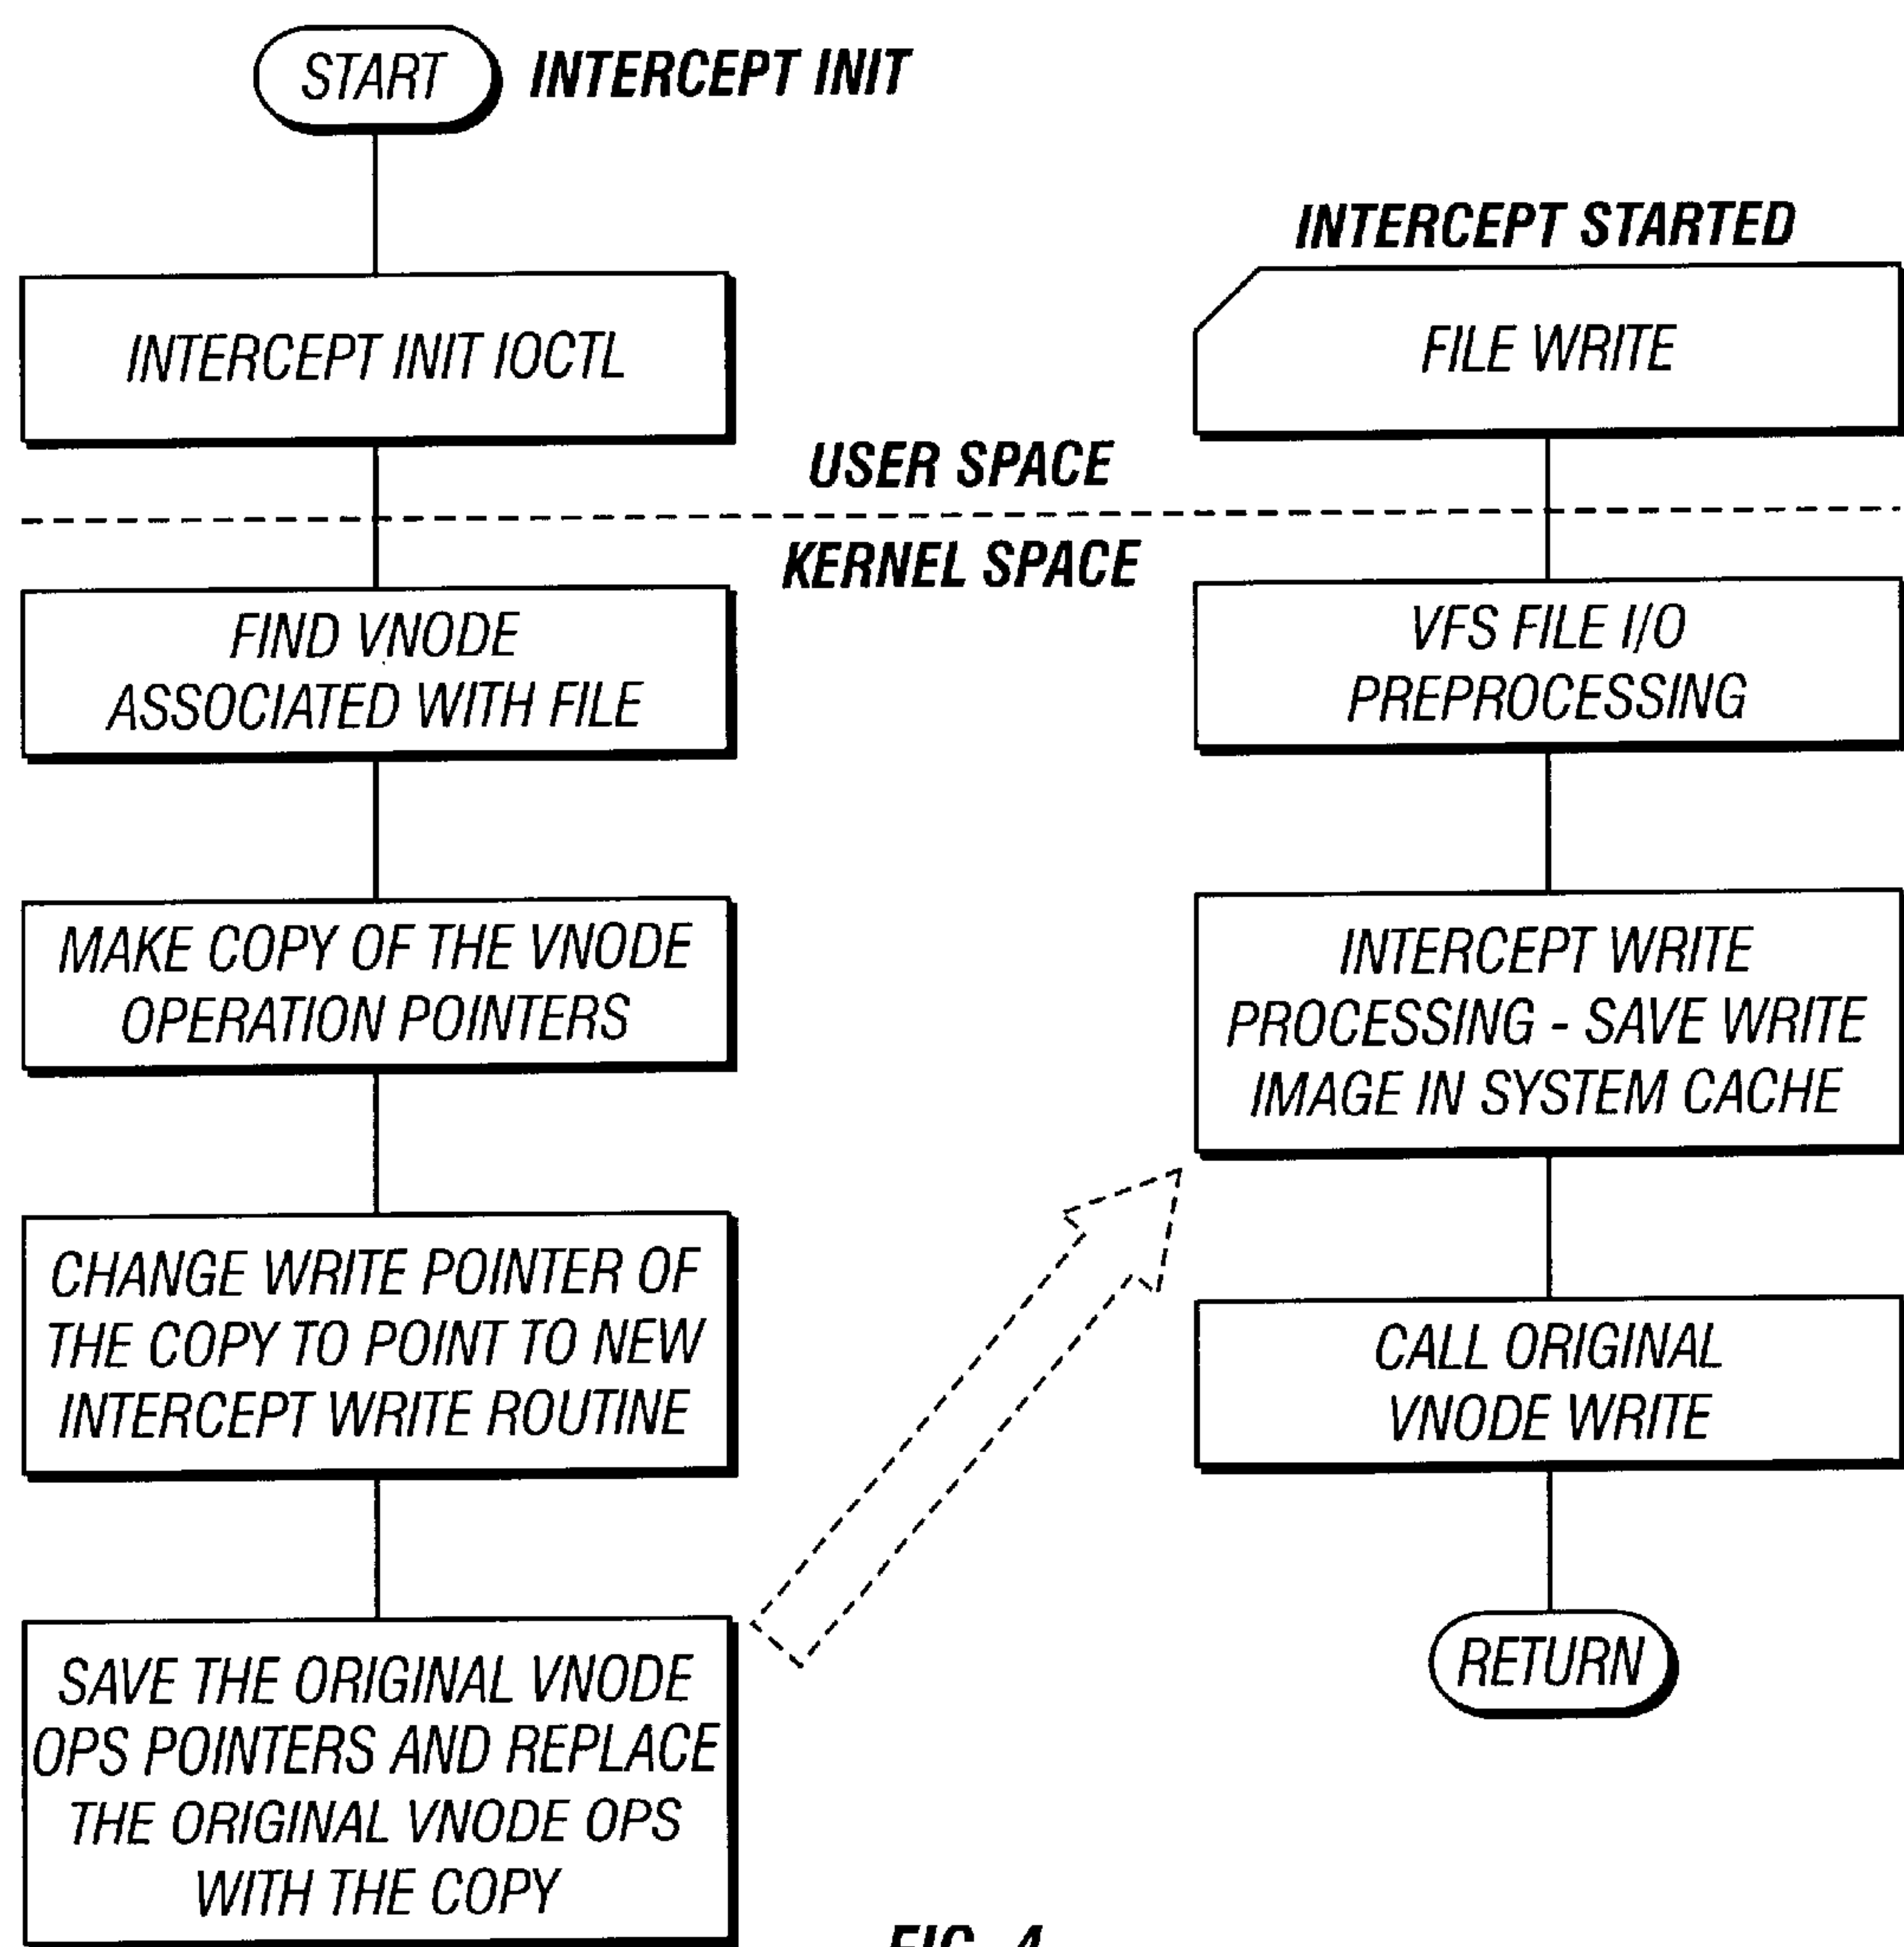 START
INTERCEPT INIT
INTERCEPT INIT IOCTL
USER SPACE
KERNEL SPACE
FIND VNODE
ASSOCIATED WITH FILE
MAKE COPY OF THE VNODE
OPERATION POINTERS
CHANGE WRITE POINTER OF
THE COPY TO POINT TO NEW
INTERCEPT WRITE ROUTINE
SAVE THE ORIGINAL VNODE
OPS POINTERS AND REPLACE
THE ORIGINAL VNODE OPS
WITH THE COPY
INTERCEPT STARTED
FILE WRITE
VFS FILE I/O
PREPROCESSING
INTERCEPT WRITE
PROCESSING - SAVE WRITE
IMAGE IN SYSTEM CACHE
CALL ORIGINAL
VNODE WRITE
RETURN
FIG. 4